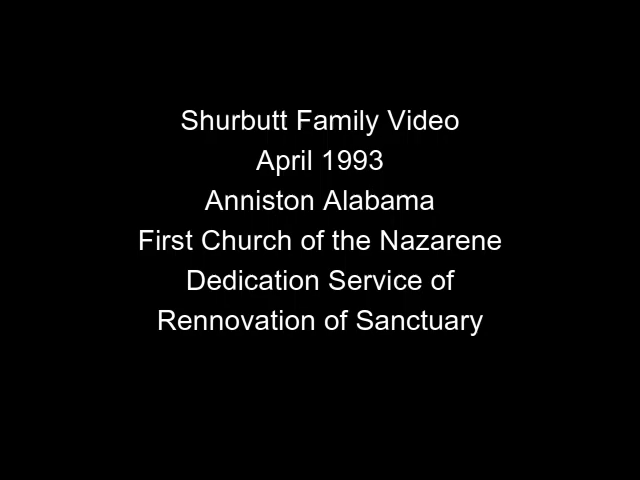 Shurbutt Family Video
April 1993
Anniston Alabama
First Church of the Nazarene
Dedication Service of
Rennovation of Sanctuary